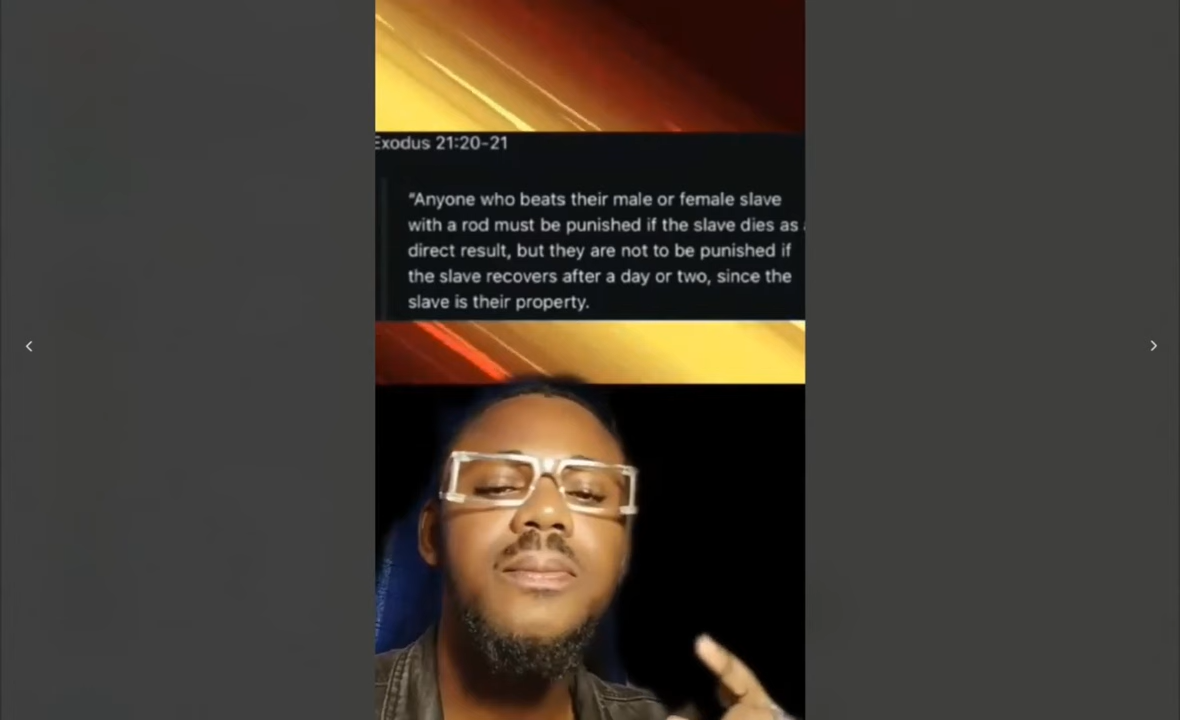 Exodus 21:20-21
“Anyone who beats their male or female slave
with a rod must be punished if the slave dies as a
direct result, but they are not to be punished if
the slave recovers after a day or two, since the
slave is their property.